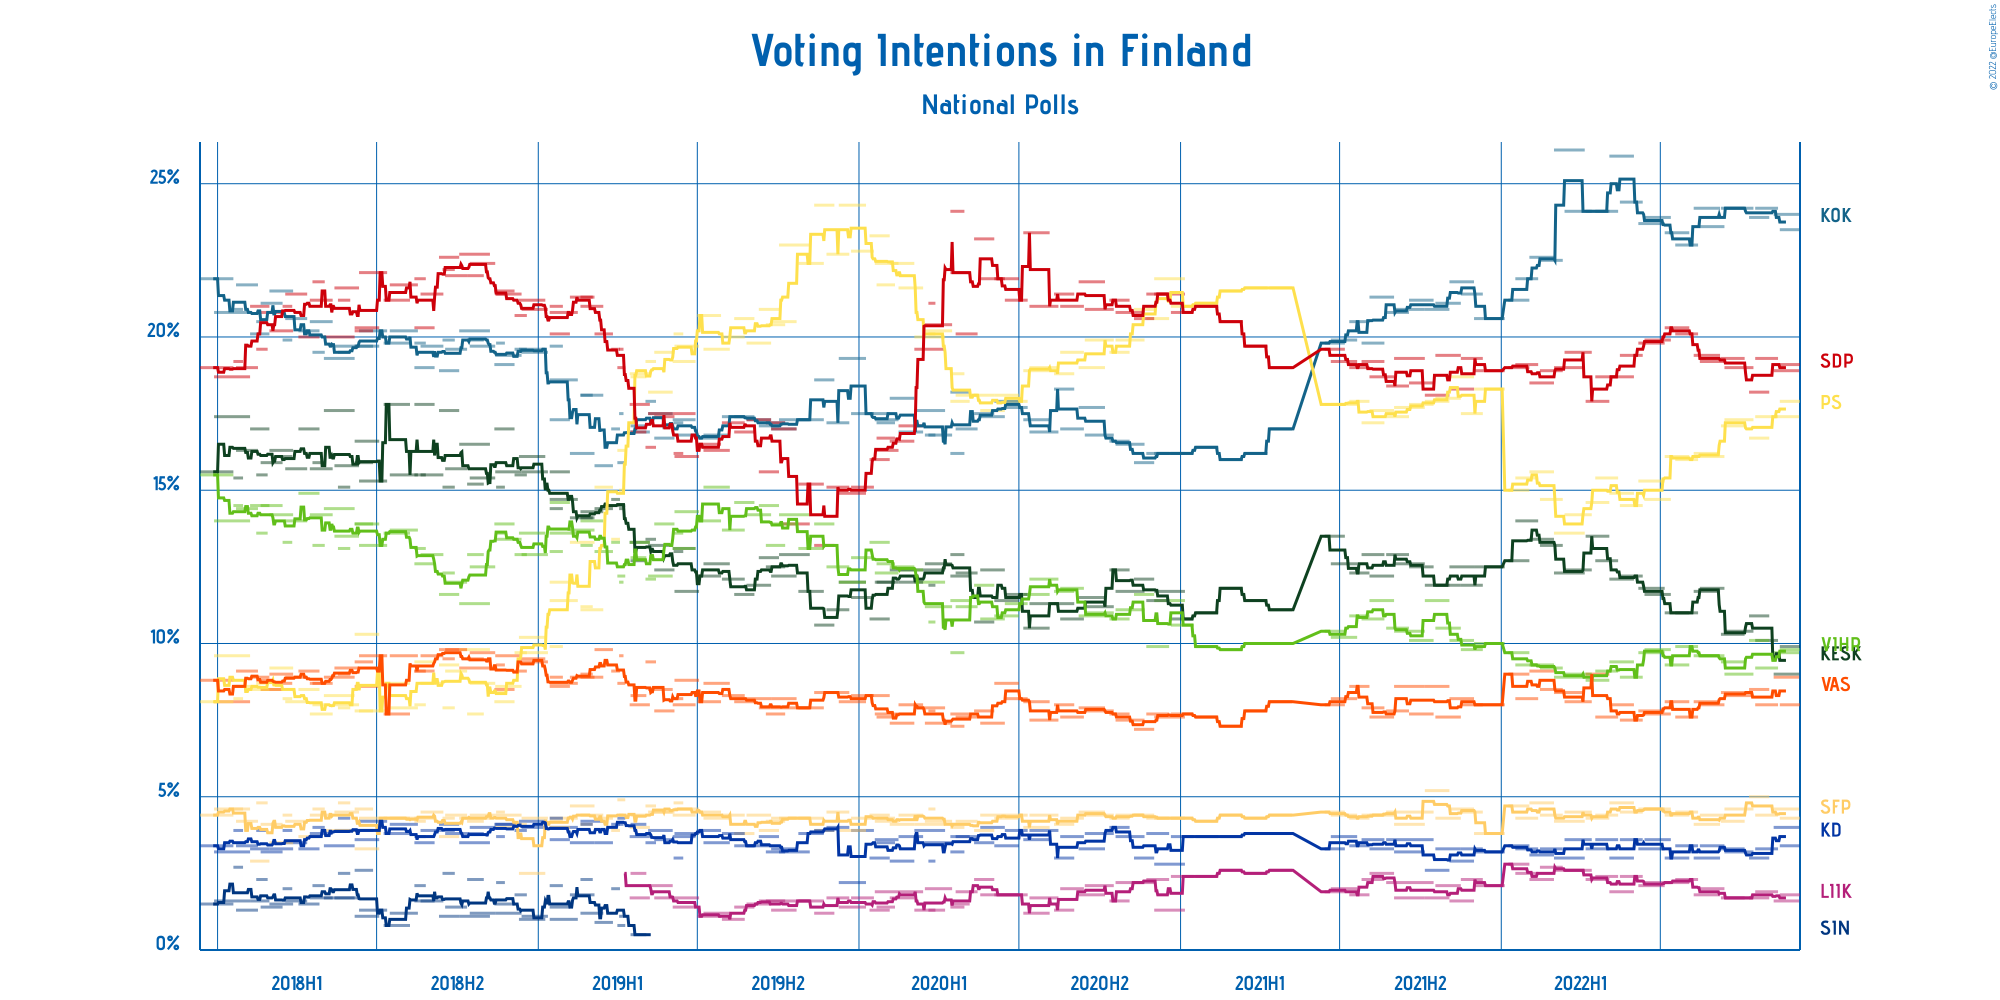 Voting Intentions in Finland
National Polls
© 2022 @EuropeElects
25%
20%
15%
10%
5%
0%
KOK
SDP
PS
VIHR
KESK
VAS
SFP
KD
LIIK
SIN
2018H1
2018H2
2019H1
2019H2
2020H1
2020H2
2021H1
2021H2
2022H1